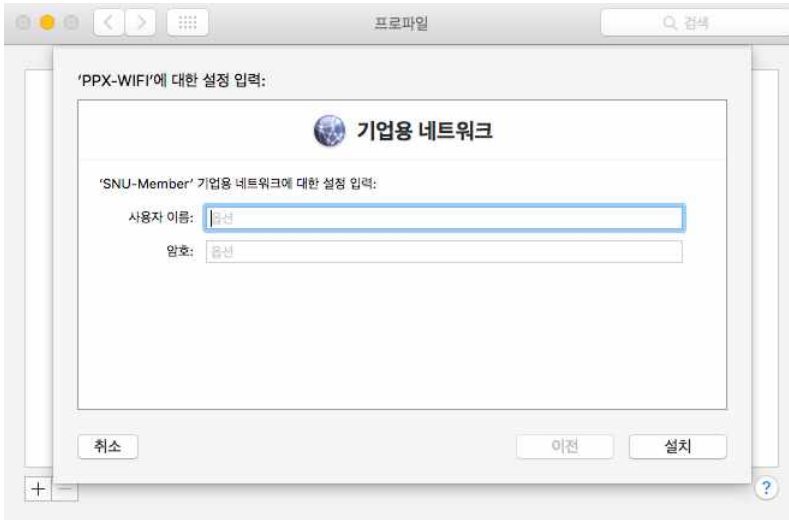 프로파일
검색
'PPX-WIFI'에 대한 설정 입력:
기업용 네트워크
'SNU-Member' 기업용 네트워크에 대한 설정 입력:
사용자 이름: 옵션
암호: 옵션
취소 이전 설치
+ − ?